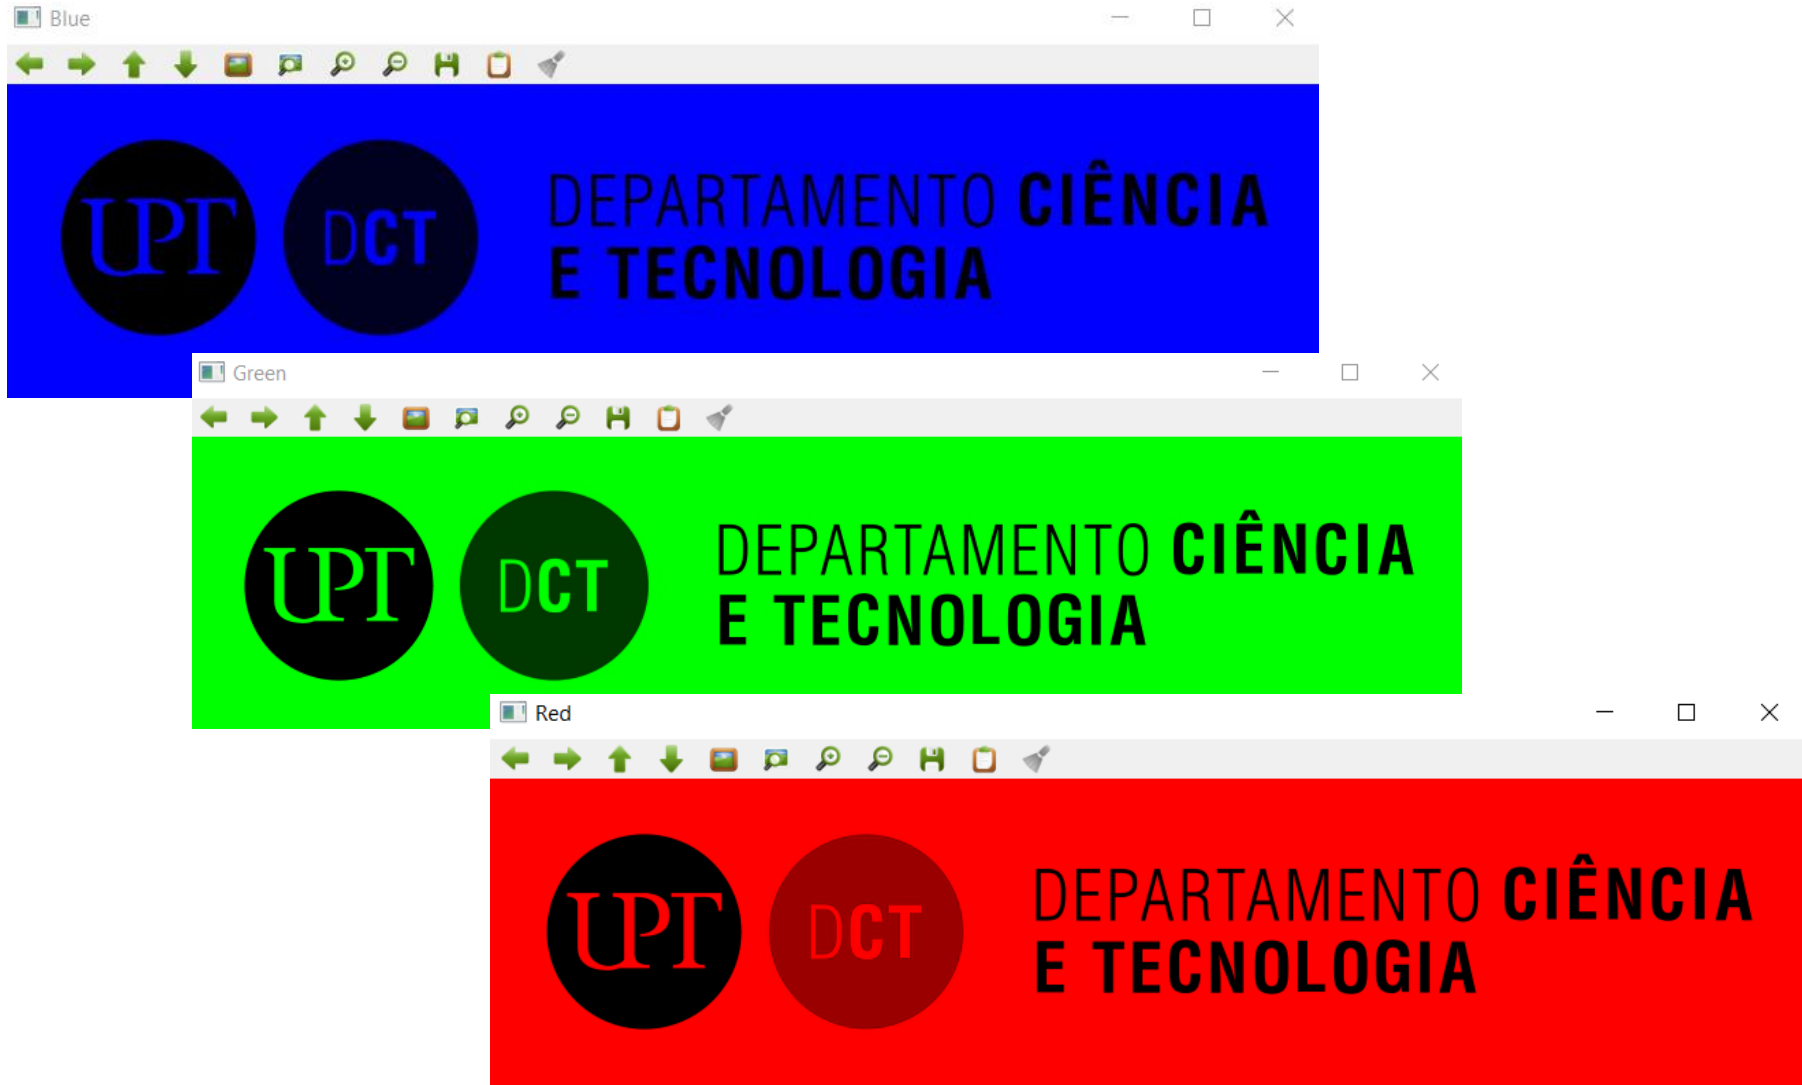 Blue
UPT DCT DEPARTAMENTO CIÊNCIA
E TECNOLOGIA
Green
UPT DCT DEPARTAMENTO CIÊNCIA
E TECNOLOGIA
Red
UPT DCT DEPARTAMENTO CIÊNCIA
E TECNOLOGIA